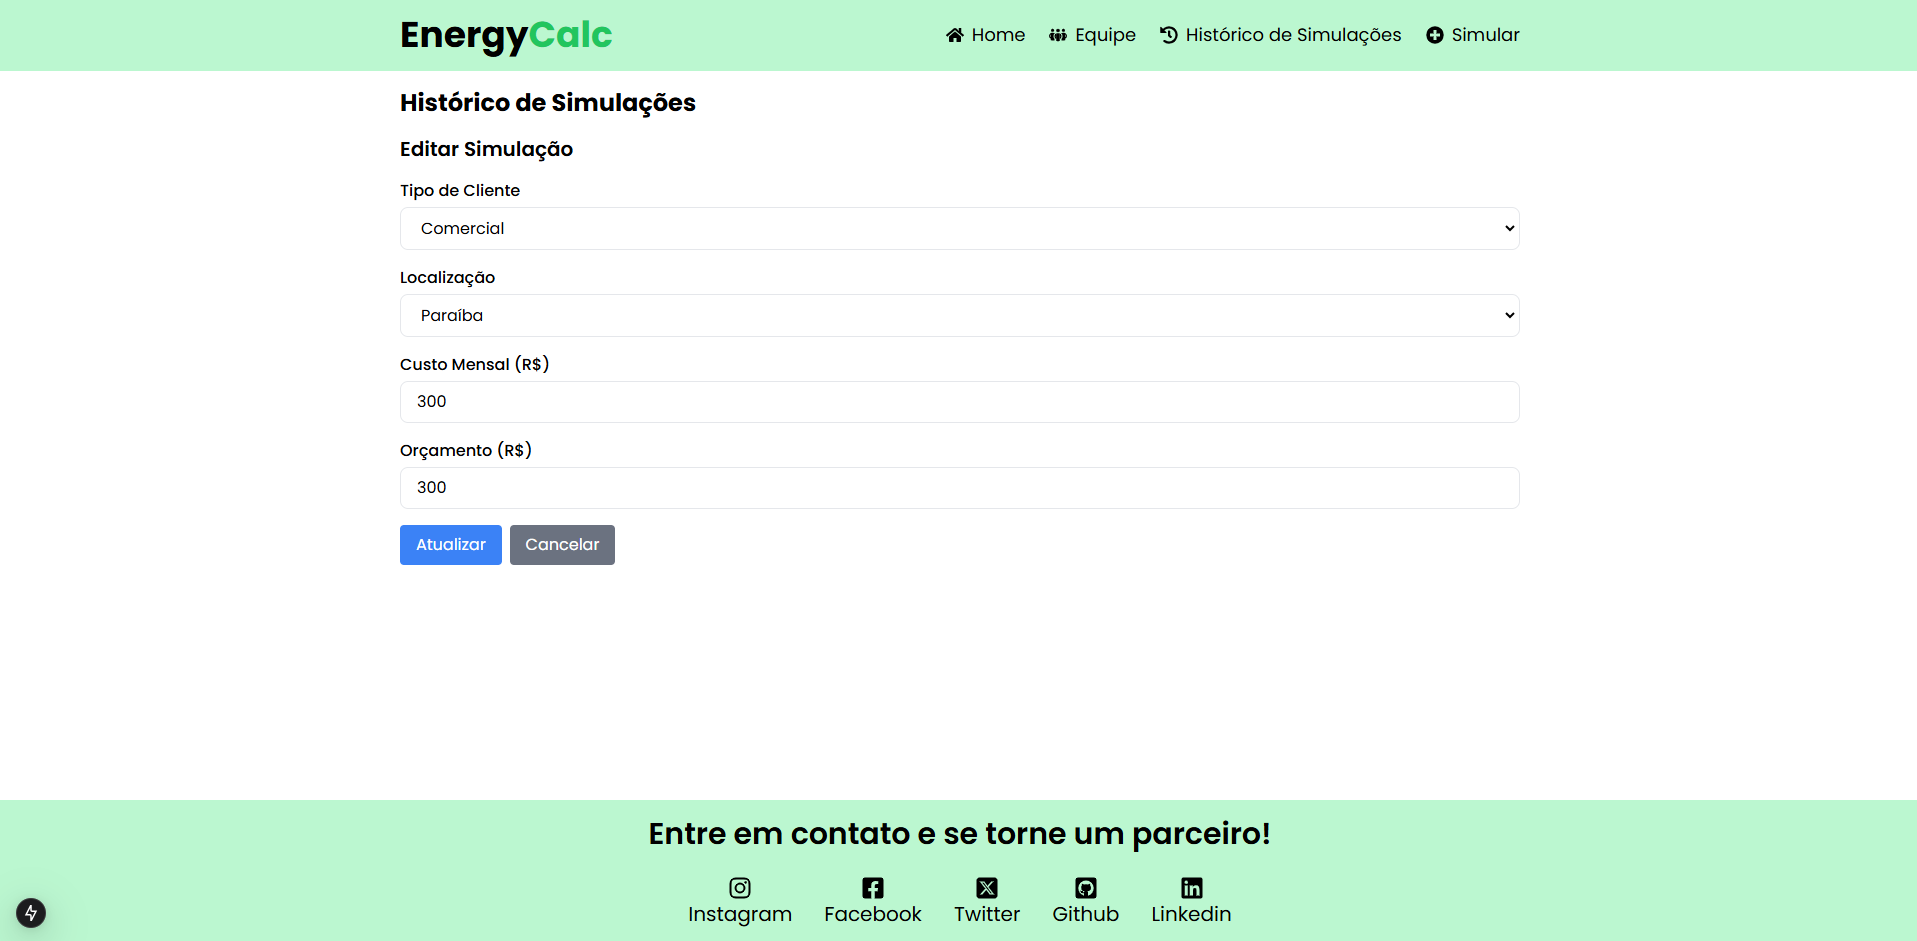 EnergyCalc
Home Equipe Histórico de Simulações Simular
Histórico de Simulações
Editar Simulação
Tipo de Cliente
Comercial
Localização
Paraíba
Custo Mensal (R$)
300
Orçamento (R$)
300
Atualizar Cancelar
Entre em contato e se torne um parceiro!
Instagram Facebook Twitter Github Linkedin